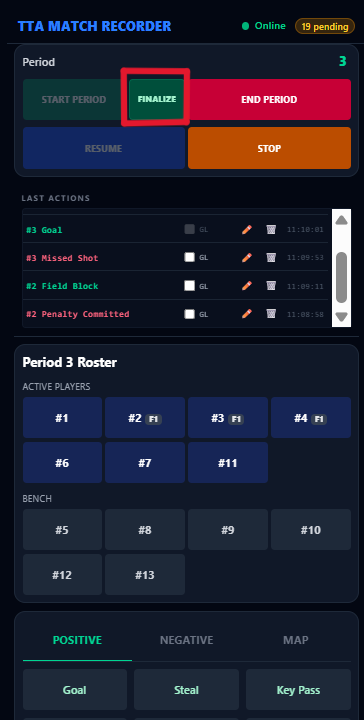 TTA MATCH RECORDER
Online
19 pending
Period
3
START PERIOD
FINALIZE
END PERIOD
RESUME
STOP
LAST ACTIONS
#3 Goal GL 11:10:01
#3 Missed Shot GL 11:09:53
#2 Field Block GL 11:09:11
#2 Penalty Committed GL 11:08:58
Period 3 Roster
ACTIVE PLAYERS
#1 #2 F1 #3 F1 #4 F1
#6 #7 #11
BENCH
#5 #8 #9 #10
#12 #13
POSITIVE NEGATIVE MAP
Goal Steal Key Pass